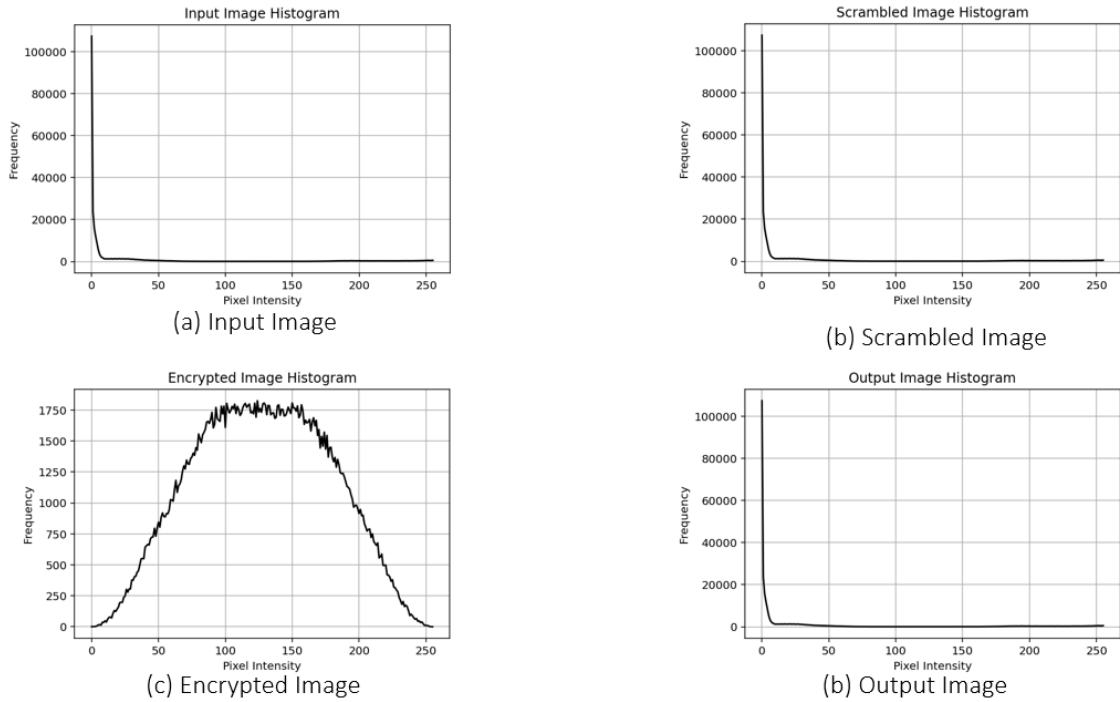 Input Image Histogram
100000
80000
60000
40000
20000
0
Frequency
0 50 100 150 200 250
Pixel Intensity
(a) Input Image
Scrambled Image Histogram
100000
80000
60000
40000
20000
0
Frequency
0 50 100 150 200 250
Pixel Intensity
(b) Scrambled Image
Encrypted Image Histogram
1750
1500
1250
1000
750
500
250
0
Frequency
0 50 100 150 200 250
Pixel Intensity
(c) Encrypted Image
Output Image Histogram
100000
80000
60000
40000
20000
0
Frequency
0 50 100 150 200 250
Pixel Intensity
(b) Output Image